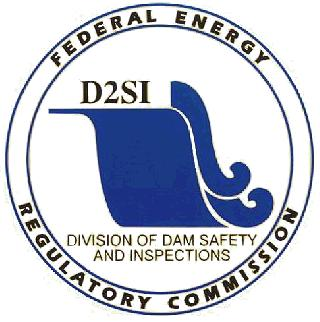 FEDERAL ENERGY
D2SI
DIVISION OF DAM SAFETY
AND INSPECTIONS
REGULATORY COMMISSION